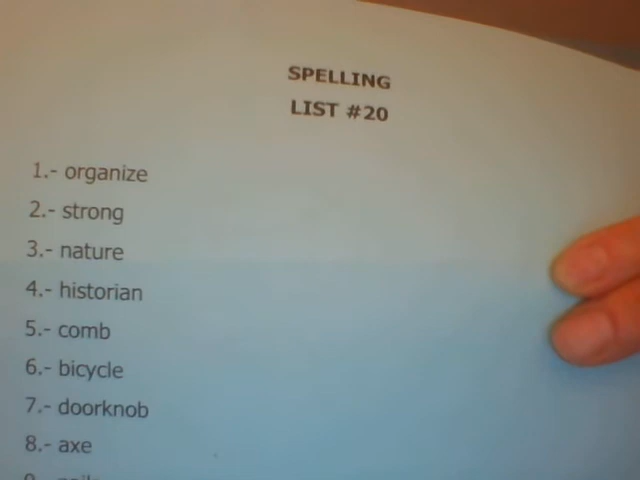 SPELLING
LIST #20
1.- organize
2.- strong
3.- nature
4.- historian
5.- comb
6.- bicycle
7.- doorknob
8.- axe